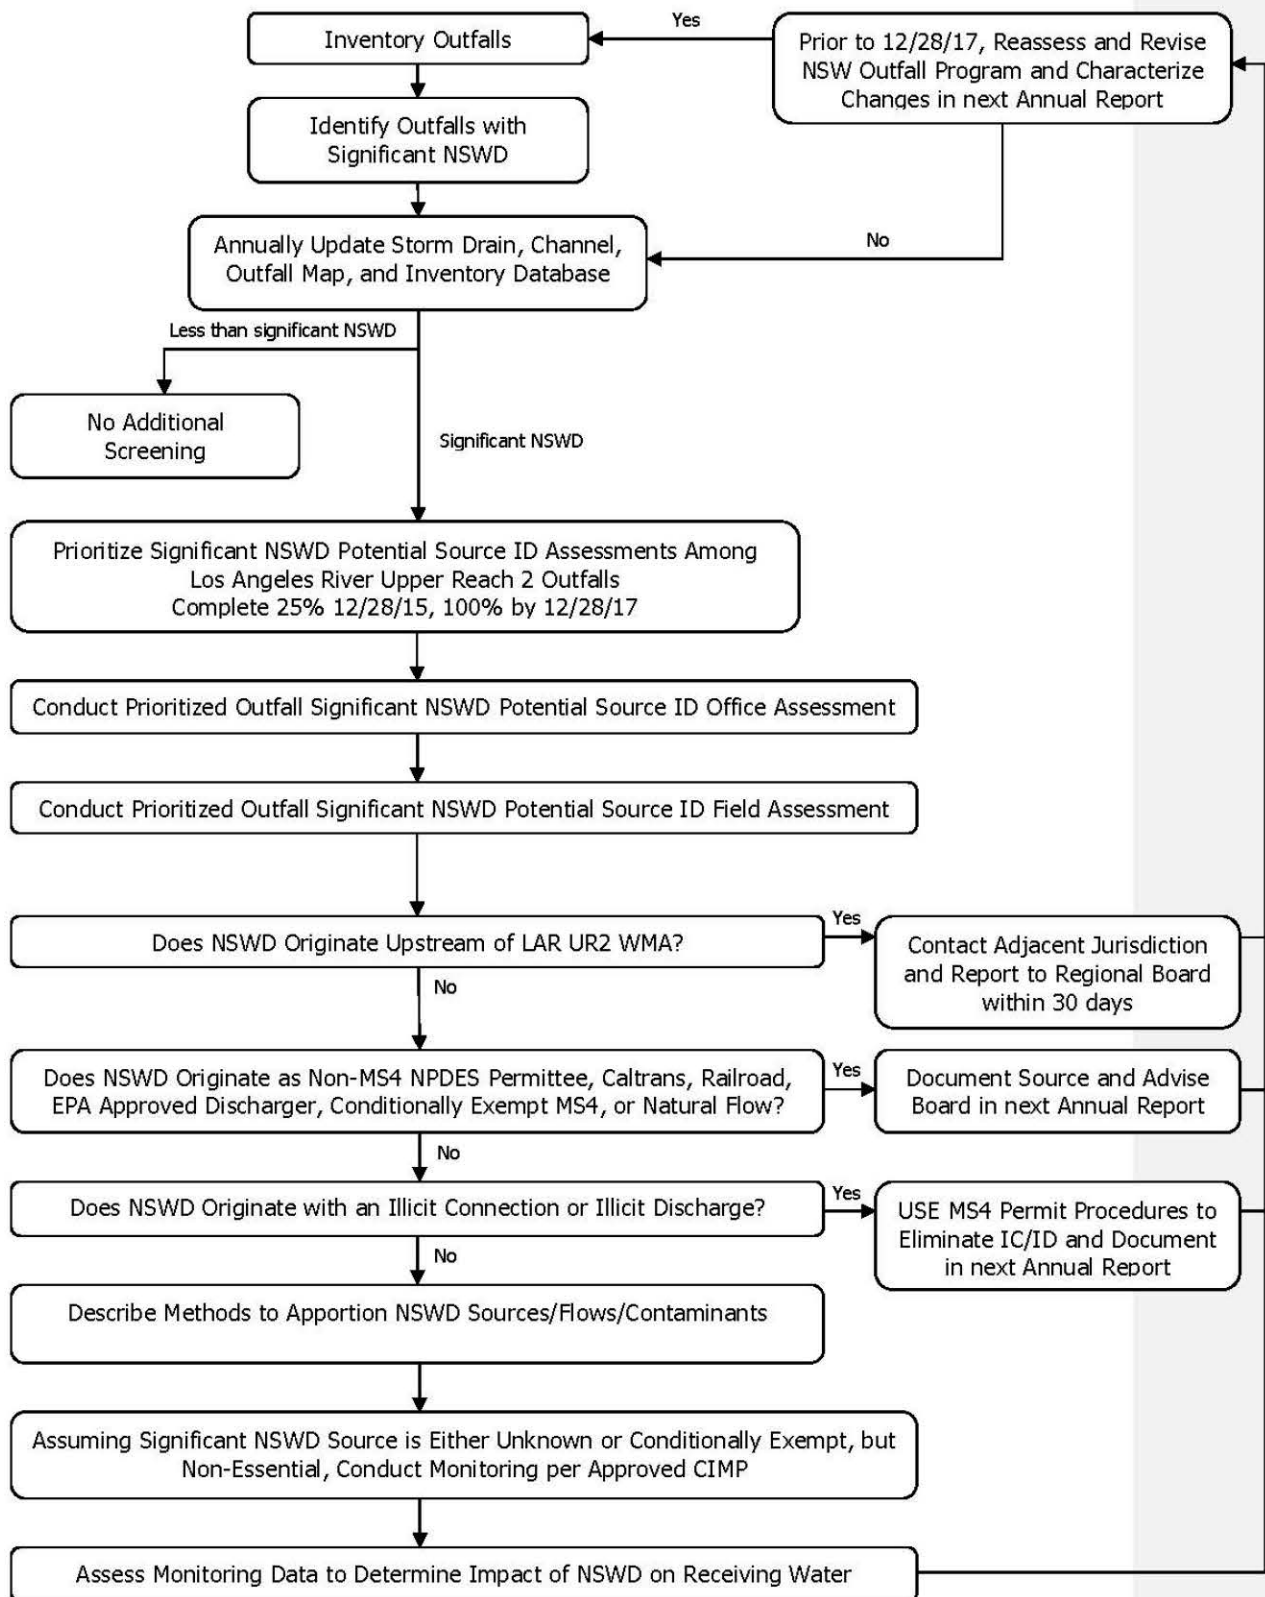 Inventory Outfalls
Yes
Prior to 12/28/17, Reassess and Revise
NSW Outfall Program and Characterize
Changes in next Annual Report
Identify Outfalls with
Significant NSWD
Annually Update Storm Drain, Channel,
Outfall Map, and Inventory Database
No
Less than significant NSWD
No Additional
Screening
Significant NSWD
Prioritize Significant NSWD Potential Source ID Assessments Among
Los Angeles River Upper Reach 2 Outfalls
Complete 25% 12/28/15, 100% by 12/28/17
Conduct Prioritized Outfall Significant NSWD Potential Source ID Office Assessment
Conduct Prioritized Outfall Significant NSWD Potential Source ID Field Assessment
Does NSWD Originate Upstream of LAR UR2 WMA?
Yes
Contact Adjacent Jurisdiction
and Report to Regional Board
within 30 days
No
Does NSWD Originate as Non-MS4 NPDES Permittee, Caltrans, Railroad,
EPA Approved Discharger, Conditionally Exempt MS4, or Natural Flow?
Yes
Document Source and Advise
Board in next Annual Report
No
Does NSWD Originate with an Illicit Connection or Illicit Discharge?
Yes
USE MS4 Permit Procedures to
Eliminate IC/ID and Document
in next Annual Report
No
Describe Methods to Apportion NSWD Sources/Flows/Contaminants
Assuming Significant NSWD Source is Either Unknown or Conditionally Exempt, but
Non-Essential, Conduct Monitoring per Approved CIMP
Assess Monitoring Data to Determine Impact of NSWD on Receiving Water